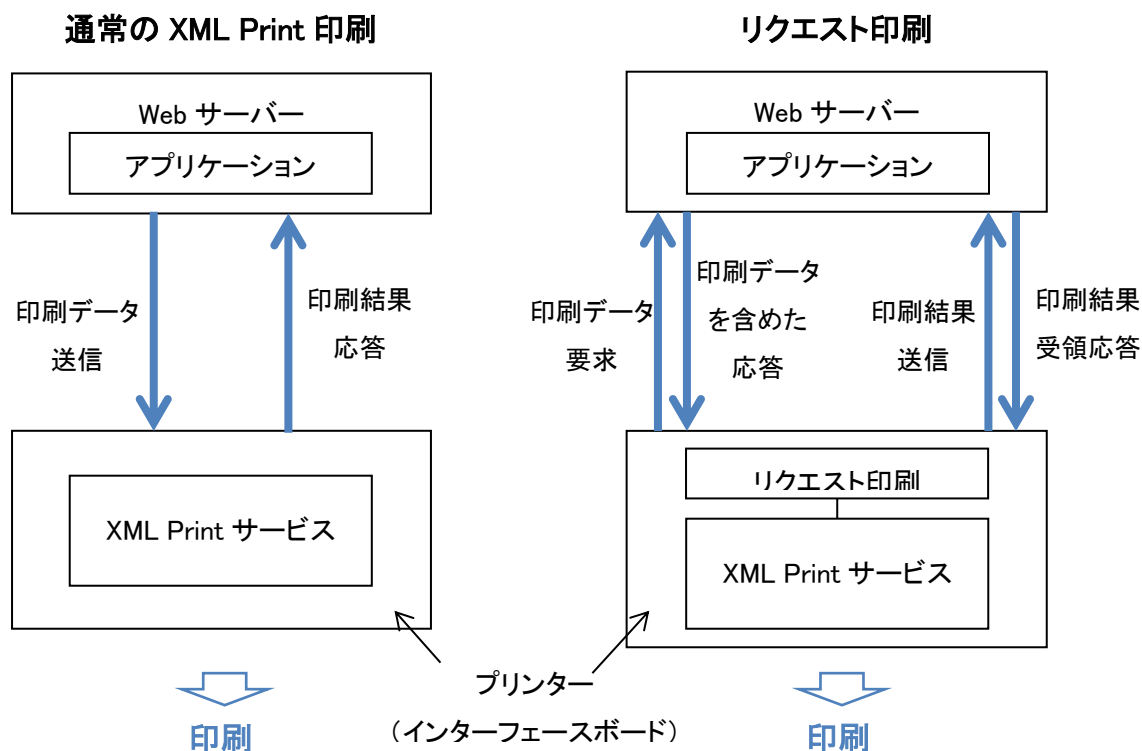 通常の XML Print 印刷
Web サーバー
アプリケーション
印刷データ
送信
印刷結果
応答
XML Print サービス
印刷
リクエスト印刷
Web サーバー
アプリケーション
印刷データ
要求
印刷データ
を含めた
応答
印刷結果
送信
印刷結果
受領応答
リクエスト印刷
XML Print サービス
プリンター
（インターフェースボード）
印刷